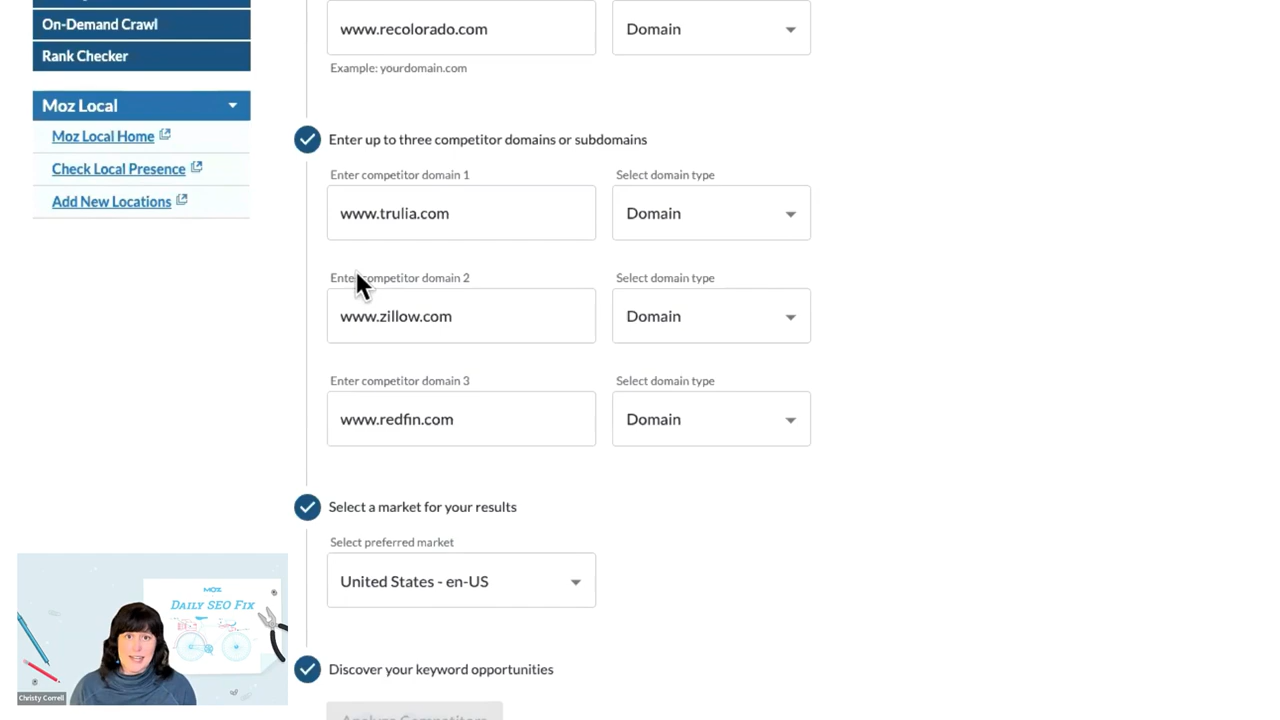 On-Demand Crawl
Rank Checker
Moz Local
Moz Local Home
Check Local Presence
Add New Locations
www.recolorado.com
Domain
Example: yourdomain.com
Enter up to three competitor domains or subdomains
Enter competitor domain 1
Select domain type
www.trulia.com
Domain
Enter competitor domain 2
Select domain type
www.zillow.com
Domain
Enter competitor domain 3
Select domain type
www.redfin.com
Domain
Select a market for your results
Select preferred market
United States - en-US
Discover your keyword opportunities
Analyze Competitors
MOZ
DAILY SEO FIX
Christy Correll